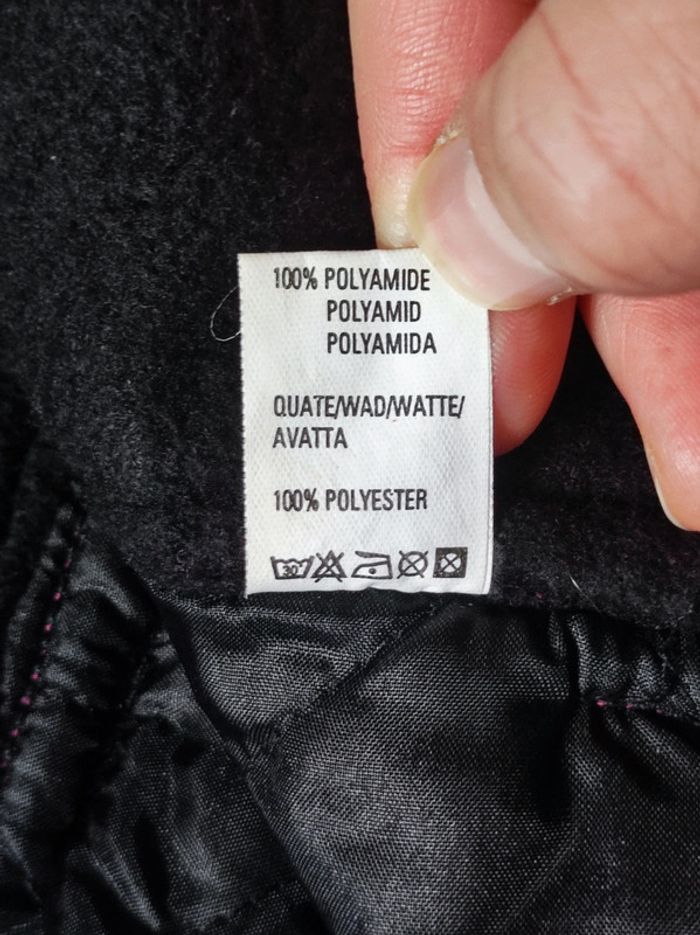 100% POLYAMIDE
POLYAMID
POLYAMIDA
QUATE/WAD/WATTE/
AVATTA
100% POLYESTER
30°